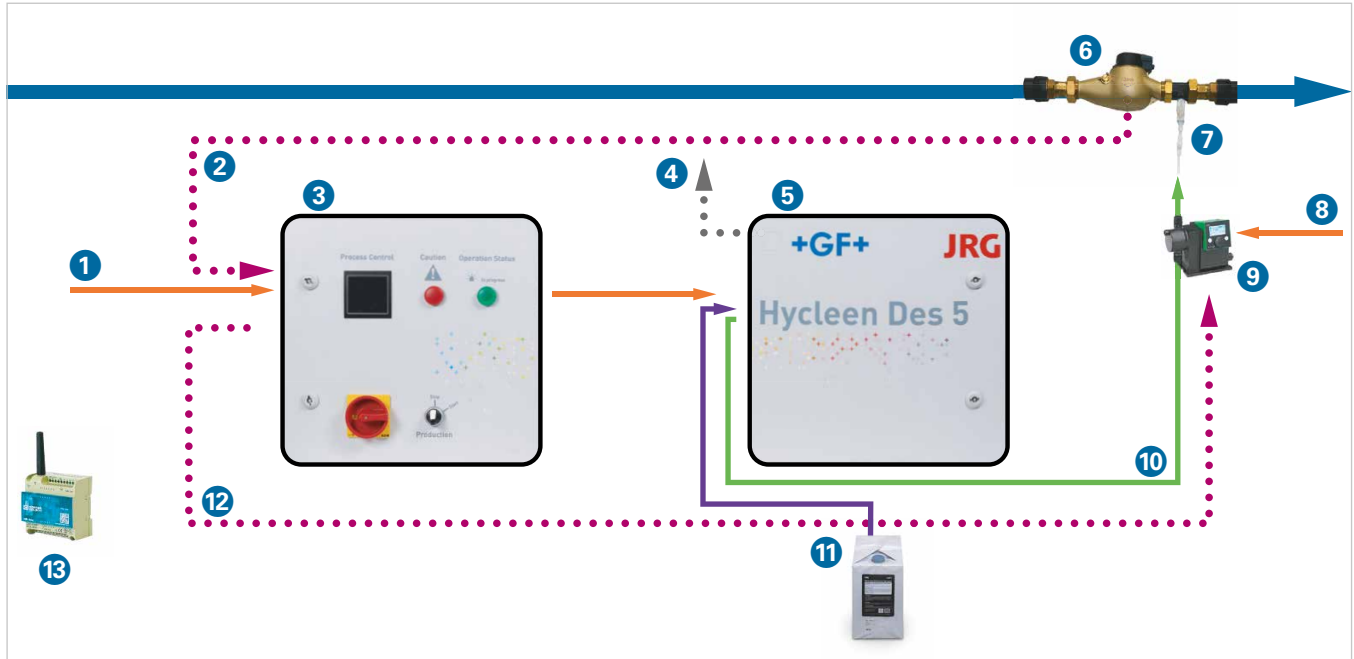 6
7
2
4
3
5
8
Process Control
Caution
Operation Status
+GF+
JRG
1
9
Hycleen Des 5
Production
10
12
11
13